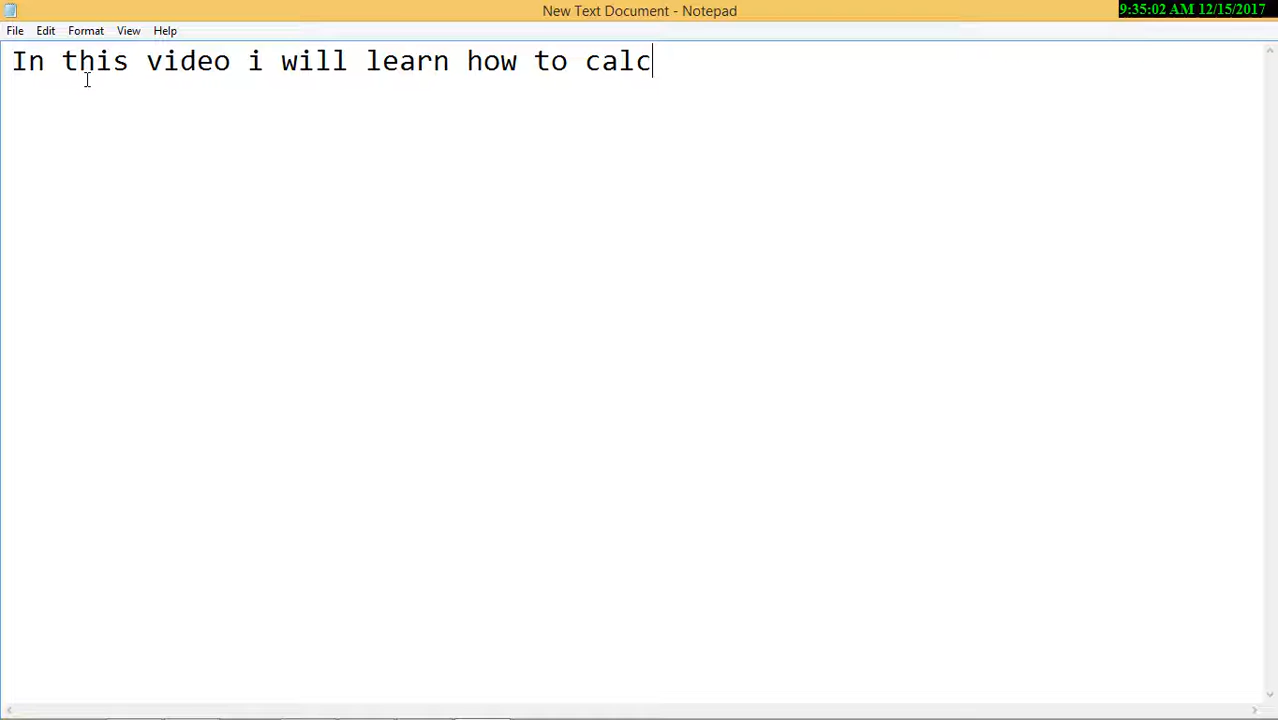 New Text Document - Notepad
9:35:02 AM 12/15/2017
File Edit Format View Help
In this video i will learn how to calc